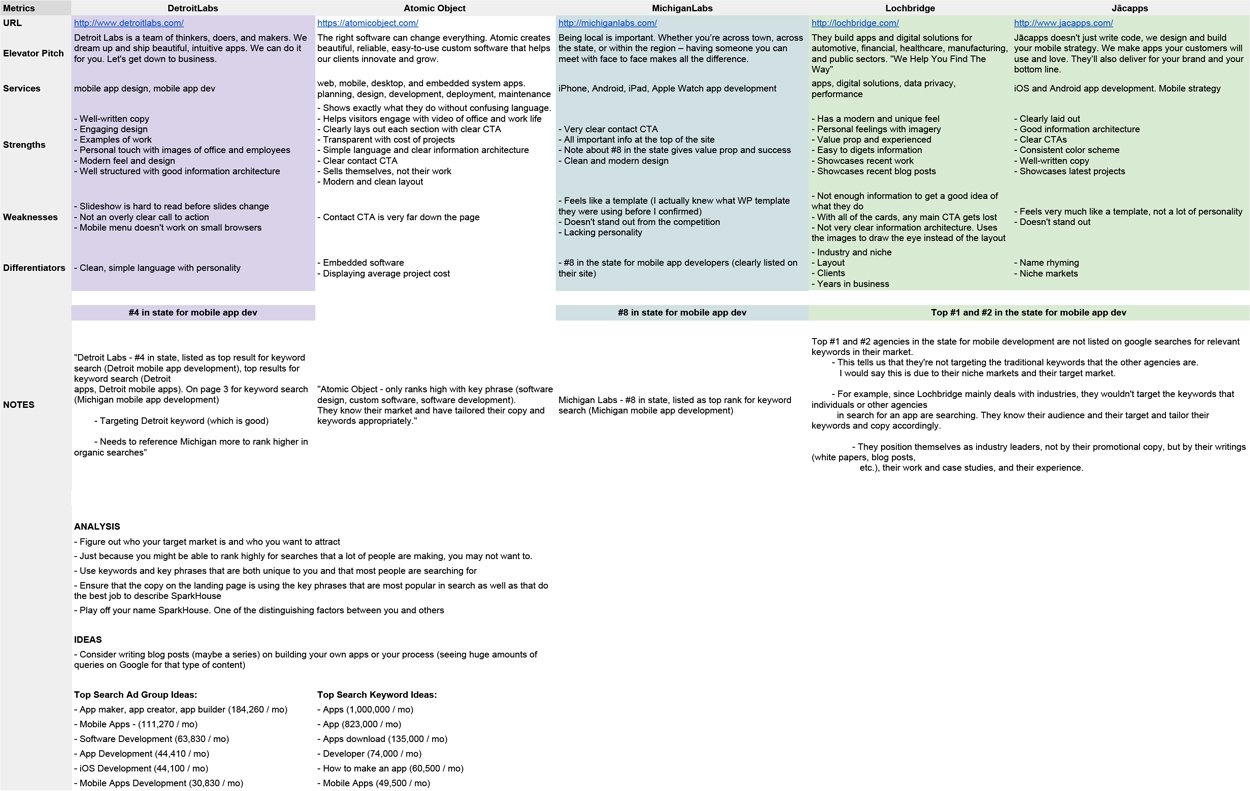 Metrics DetroitLabs Atomic Object MichiganLabs Lochbridge Jācapps
URL http://www.detroitlabs.com/ https://atomicobject.com/ http://michiganlabs.com/ http://lochbridge.com/ http://www.jacapps.com/
Elevator Pitch
Detroit Labs is a team of thinkers, doers, and makers. We
dream up and ship beautiful, intuitive apps. We can do it
for you. Let's get down to business.
The right software can change everything. Atomic creates
beautiful, reliable, easy-to-use custom software that helps
our clients innovate and grow.
Being local is important. Whether you're across town, across
the state, or within the region – having someone you can
meet with face to face makes all the difference.
They build apps and digital solutions for
automotive, financial, healthcare, manufacturing,
and public sectors. "We Help You Find The
Way"
Jācapps doesn't just write code, we design and build
your mobile strategy. We make apps your customers will
use and love. They'll also deliver for your brand and your
bottom line.
Services
mobile app design, mobile app dev
web, mobile, desktop, and embedded system apps.
planning, design, development, deployment, maintenance
iPhone, Android, iPad, Apple Watch app development
apps, digital solutions, data privacy,
performance
iOS and Android app development. Mobile strategy
Strengths
- Well-written copy
- Engaging design
- Examples of work
- Personal touch with images of office and employees
- Modern feel and design
- Well structured with good information architecture
- Shows exactly what they do without confusing language.
- Helps visitors engage with video of office and work life
- Clearly lays out each section with clear CTA
- Transparent with cost of projects
- Simple language and clear information architecture
- Clear contact CTA
- Sells themselves, not their work
- Modern and clean layout
- Very clear contact CTA
- All important info at the top of the site
- Note about #8 in the state gives value prop and success
- Clean and modern design
- Has a modern and unique feel
- Personal feelings with imagery
- Value prop and experienced
- Easy to digets information
- Showcases recent work
- Showcases recent blog posts
- Clearly laid out
- Good information architecture
- Clear CTAs
- Consistent color scheme
- Well-written copy
- Showcases latest projects
Weaknesses
- Slideshow is hard to read before slides change
- Not an overly clear call to action
- Mobile menu doesn't work on small browsers
- Contact CTA is very far down the page
- Feels like a template (I actually knew what WP template
they were using before I confirmed)
- Doesn't stand out from the competition
- Lacking personality
- Not enough information to get a good idea of
what they do
- With all of the cards, any main CTA gets lost
- Not very clear information architecture. Uses
the images to draw the eye instead of the layout
- Feels very much like a template, not a lot of personality
- Doesn't stand out
Differentiators
- Clean, simple language with personality
- Embedded software
- Displaying average project cost
- #8 in the state for mobile app developers (clearly listed on
their site)
- Industry and niche
- Layout
- Clients
- Years in business
- Name rhyming
- Niche markets
#4 in state for mobile app dev
#8 in state for mobile app dev
Top #1 and #2 in the state for mobile app dev
NOTES
"Detroit Labs - #4 in state, listed as top result for keyword
search (Detroit mobile app development), top results for
keyword search (Detroit
apps, Detroit mobile apps). On page 3 for keyword search
(Michigan mobile app development)
- Targeting Detroit keyword (which is good)
- Needs to reference Michigan more to rank higher in
organic searches"
"Atomic Object - only ranks high with key phrase (software
design, custom software, software development).
They know their market and have tailored their copy and
keywords appropriately."
Michigan Labs - #8 in state, listed as top rank for keyword
search (Michigan mobile app development)
Top #1 and #2 agencies in the state for mobile development are not listed on google searches for relevant
keywords in their market.
- This tells us that they're not targeting the traditional keywords that the other agencies are.
I would say this is due to their niche markets and their target market.
- For example, since Lochbridge mainly deals with industries, they wouldn't target the keywords that
individuals or other agencies
in search for an app are searching. They know their audience and their target and tailor their
keywords and copy accordingly.
- They position themselves as industry leaders, not by their promotional copy, but by their writings
(white papers, blog posts,
etc.), their work and case studies, and their experience.
ANALYSIS
- Figure out who your target market is and who you want to attract
- Just because you might be able to rank highly for searches that a lot of people are making, you may not want to.
- Use keywords and key phrases that are both unique to you and that most people are searching for
- Ensure that the copy on the landing page is using the key phrases that are most popular in search as well as that do
the best job to describe SparkHouse
- Play off your name SparkHouse. One of the distinguishing factors between you and others
IDEAS
- Consider writing blog posts (maybe a series) on building your own apps or your process (seeing huge amounts of
queries on Google for that type of content)
Top Search Ad Group Ideas:
- App maker, app creator, app builder (184,260 / mo)
- Mobile Apps - (111,270 / mo)
- Software Development (63,830 / mo)
- App Development (44,410 / mo)
- iOS Development (44,100 / mo)
- Mobile Apps Development (30,830 / mo)
Top Search Keyword Ideas:
- Apps (1,000,000 / mo)
- App (823,000 / mo)
- Apps download (135,000 / mo)
- Developer (74,000 / mo)
- How to make an app (60,500 / mo)
- Mobile Apps (49,500 / mo)